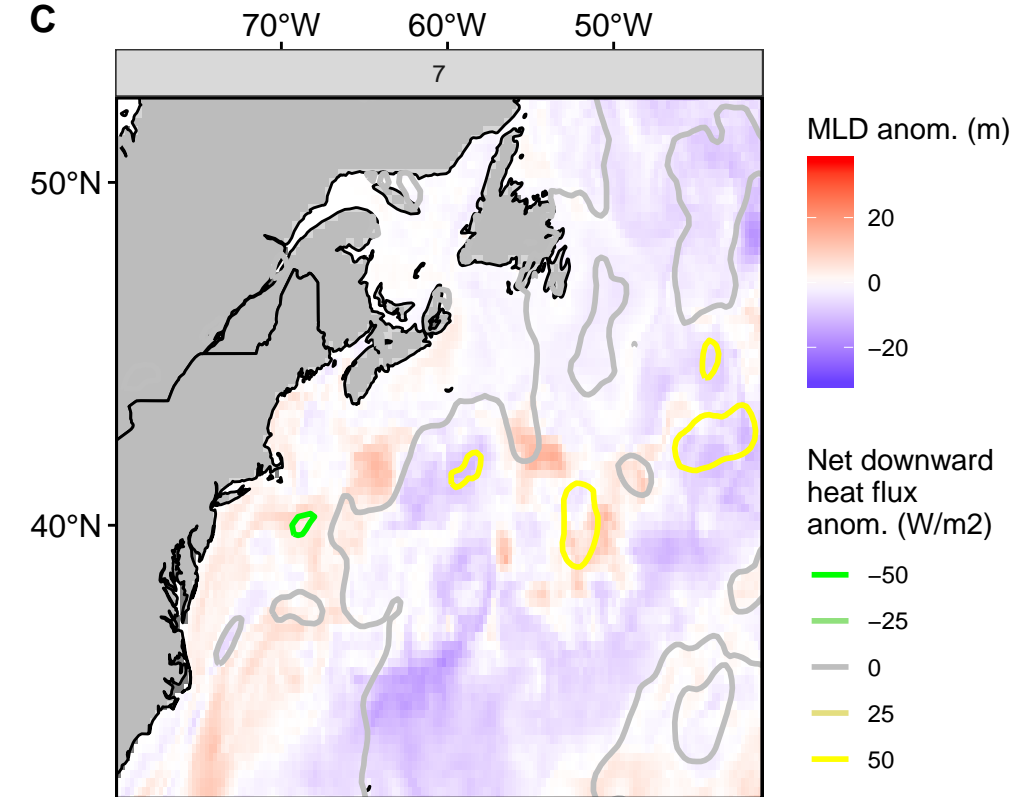 C
70°W 60°W 50°W
7
50°N
40°N
MLD anom. (m)
20
0
−20
Net downward
heat flux
anom. (W/m2)
−50
−25
0
25
50